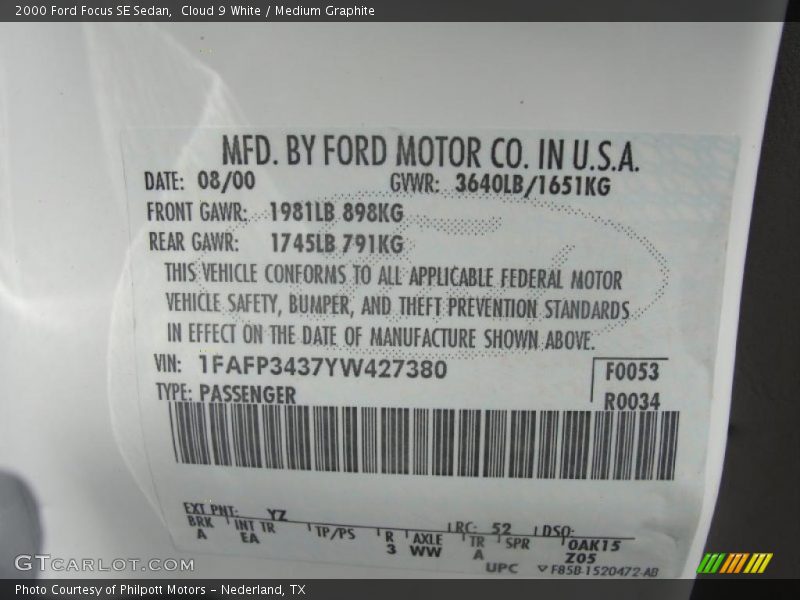 2000 Ford Focus SE Sedan, Cloud 9 White / Medium Graphite
MFD. BY FORD MOTOR CO. IN U.S.A.
DATE: 08/00 GVWR: 3640LB/1651KG
FRONT GAWR: 1981LB 898KG
REAR GAWR: 1745LB 791KG
THIS VEHICLE CONFORMS TO ALL APPLICABLE FEDERAL MOTOR
VEHICLE SAFETY, BUMPER, AND THEFT PREVENTION STANDARDS
IN EFFECT ON THE DATE OF MANUFACTURE SHOWN ABOVE.
VIN: 1FAFP3437YW427380 F0053
TYPE: PASSENGER R0034
EXT PNT: YZ RC: 52 DSO:
BRK INT TR TP/PS R AXLE TR SPR OAK15
A EA 3 WW A Z05
UPC F85B-1520472-AB
GTCarLot.com
Photo Courtesy of Philpott Motors - Nederland, TX